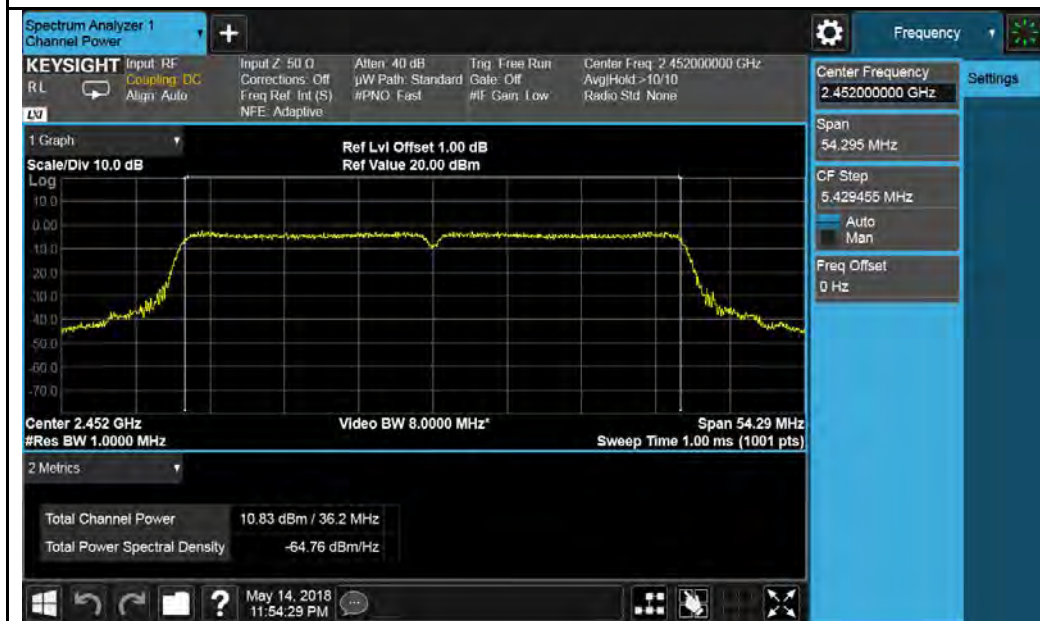 Spectrum Analyzer 1
Channel Power
+
Frequency
KEYSIGHT
RL
LXI
Input: RF
Coupling: DC
Align: Auto
Input Z: 50 Ω
Corrections: Off
Freq Ref: Int (S)
NFE: Adaptive
Atten: 40 dB
µW Path: Standard
#PNO: Fast
Trig: Free Run
Gate: Off
#IF Gain: Low
Center Freq: 2.452000000 GHz
Avg|Hold:>10/10
Radio Std: None
Center Frequency
2.452000000 GHz
Settings
Span
54.295 MHz
CF Step
5.429455 MHz
Auto
Man
Freq Offset
0 Hz
1 Graph
Scale/Div 10.0 dB
Ref Lvl Offset 1.00 dB
Ref Value 20.00 dBm
Log
10.0
0.00
-10.0
-20.0
-30.0
-40.0
-50.0
-60.0
-70.0
Center 2.452 GHz
#Res BW 1.0000 MHz
Video BW 8.0000 MHz*
Span 54.29 MHz
Sweep Time 1.00 ms (1001 pts)
2 Metrics
Total Channel Power 10.83 dBm / 36.2 MHz
Total Power Spectral Density -64.76 dBm/Hz
?
May 14, 2018
11:54:29 PM